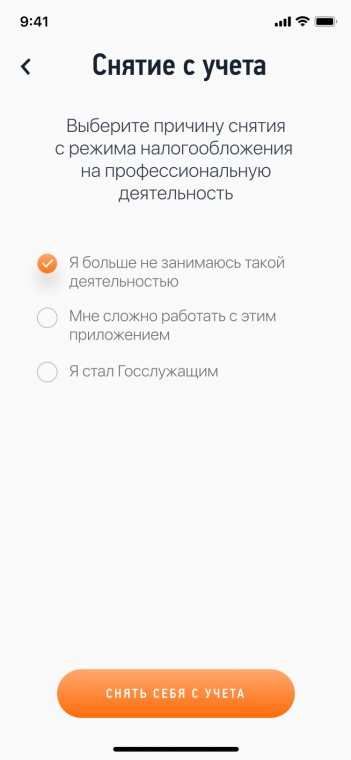 9:41
Снятие с учета
Выберите причину снятия
с режима налогообложения
на профессиональную
деятельность
Я больше не занимаюсь такой
деятельностью
Мне сложно работать с этим
приложением
Я стал Госслужащим
СНЯТЬ СЕБЯ С УЧЕТА